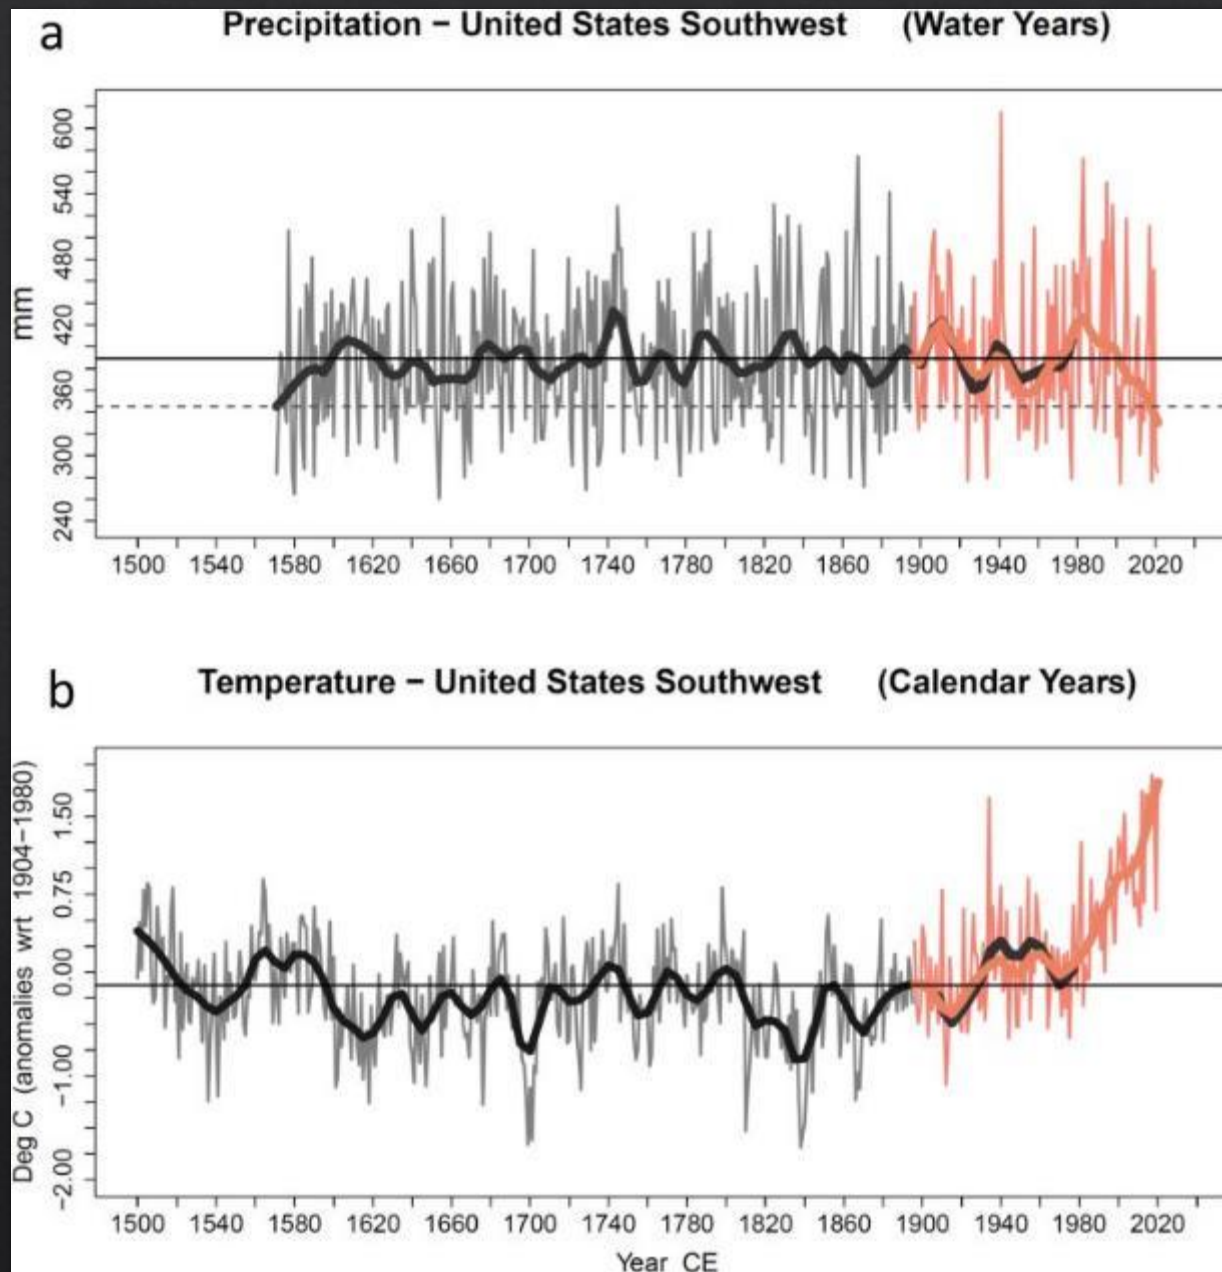 a
Precipitation − United States Southwest (Water Years)
mm
600
540
480
420
360
300
240
1500 1540 1580 1620 1660 1700 1740 1780 1820 1860 1900 1940 1980 2020
b
Temperature − United States Southwest (Calendar Years)
Deg C (anomalies wrt 1904−1980)
1.50
0.75
0.00
−1.00
−2.00
1500 1540 1580 1620 1660 1700 1740 1780 1820 1860 1900 1940 1980 2020
Year CE